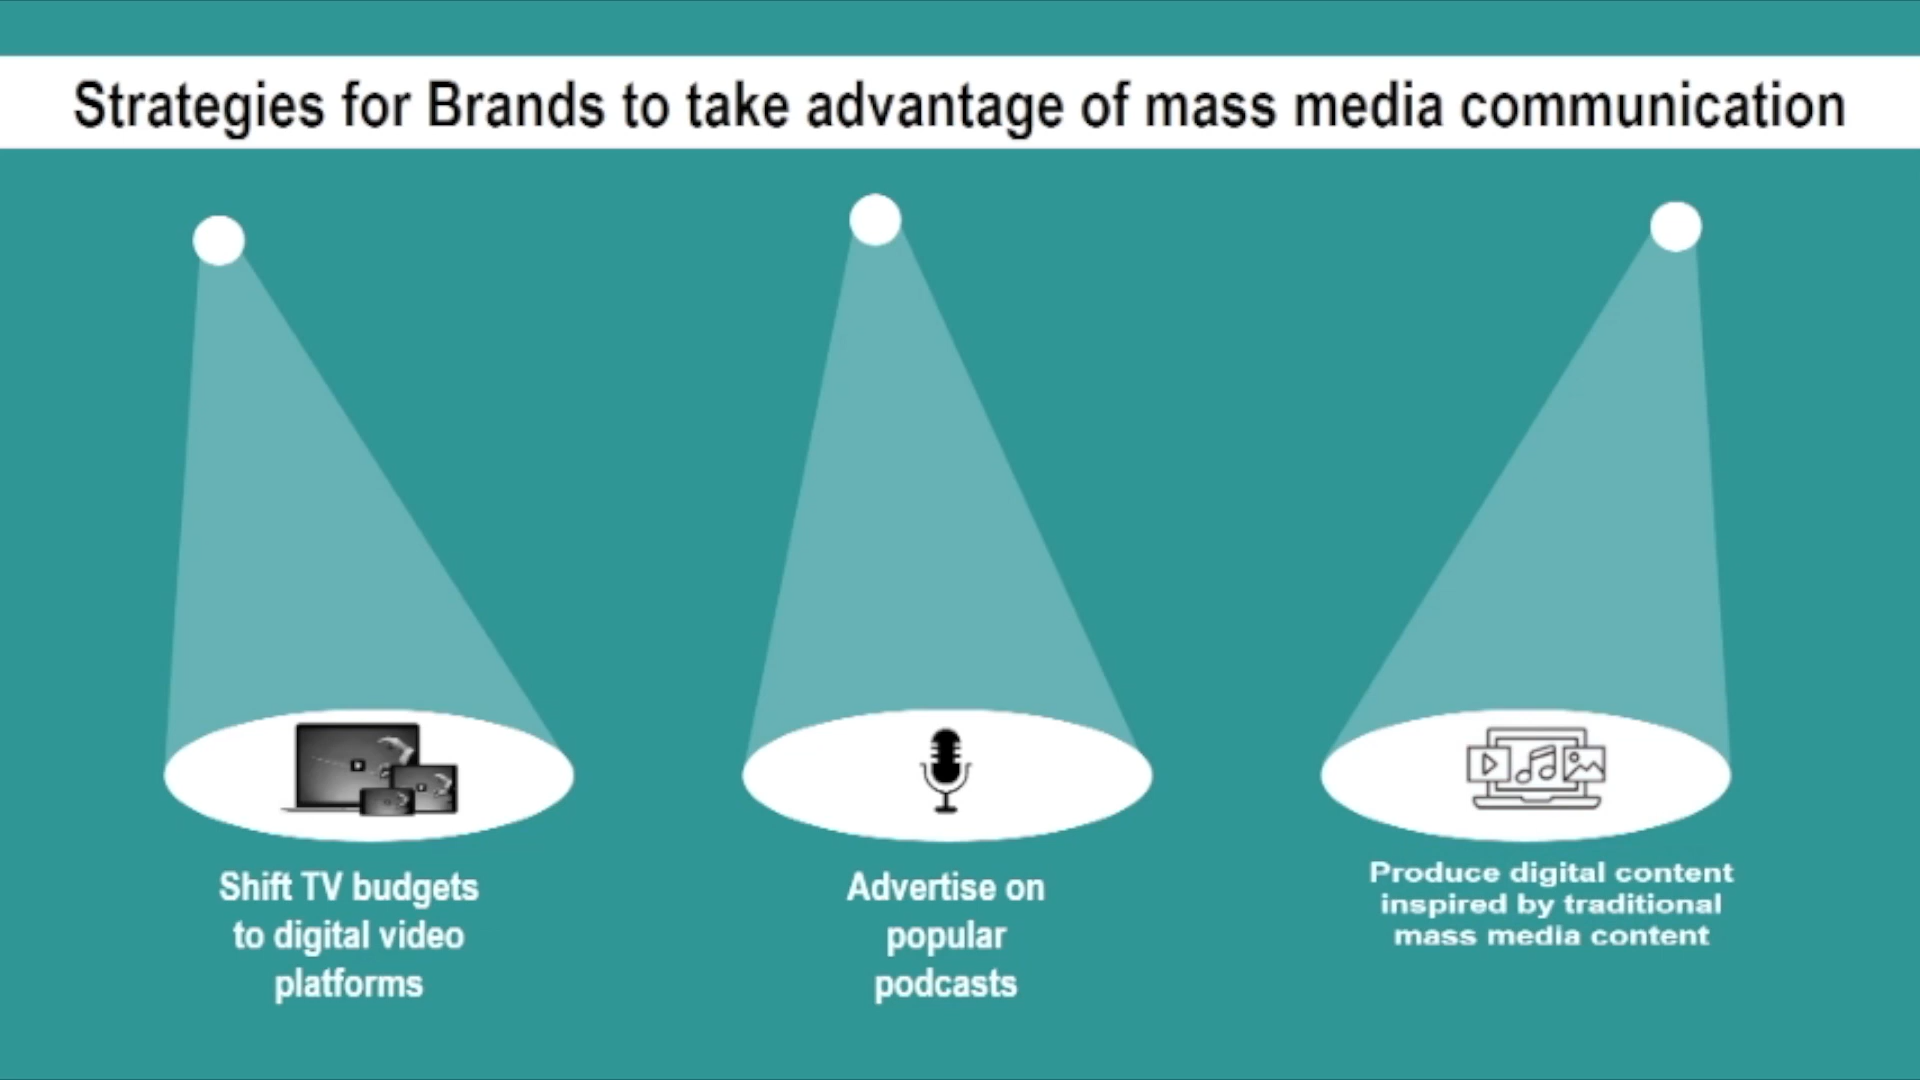 Strategies for Brands to take advantage of mass media communication
Shift TV budgets
to digital video
platforms
Advertise on
popular
podcasts
Produce digital content
inspired by traditional
mass media content